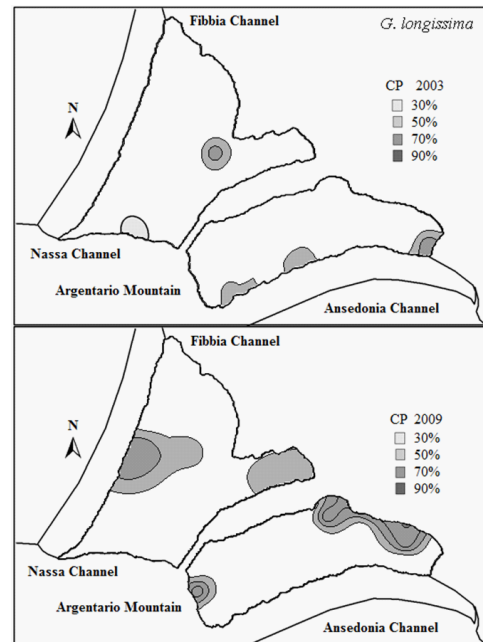 Fibbia Channel
G. longissima
CP 2003
30%
50%
70%
90%
N
Nassa Channel
Argentario Mountain
Ansedonia Channel
Fibbia Channel
CP 2009
30%
50%
70%
90%
N
Nassa Channel
Argentario Mountain
Ansedonia Channel